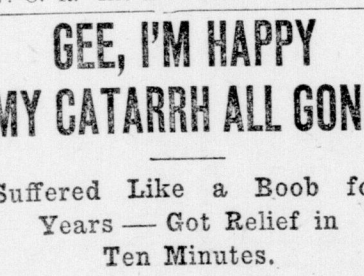 GEE, I'M HAPPY
MY CATARRH ALL GON
Suffered Like a Boob fo
Years — Got Relief in
Ten Minutes.